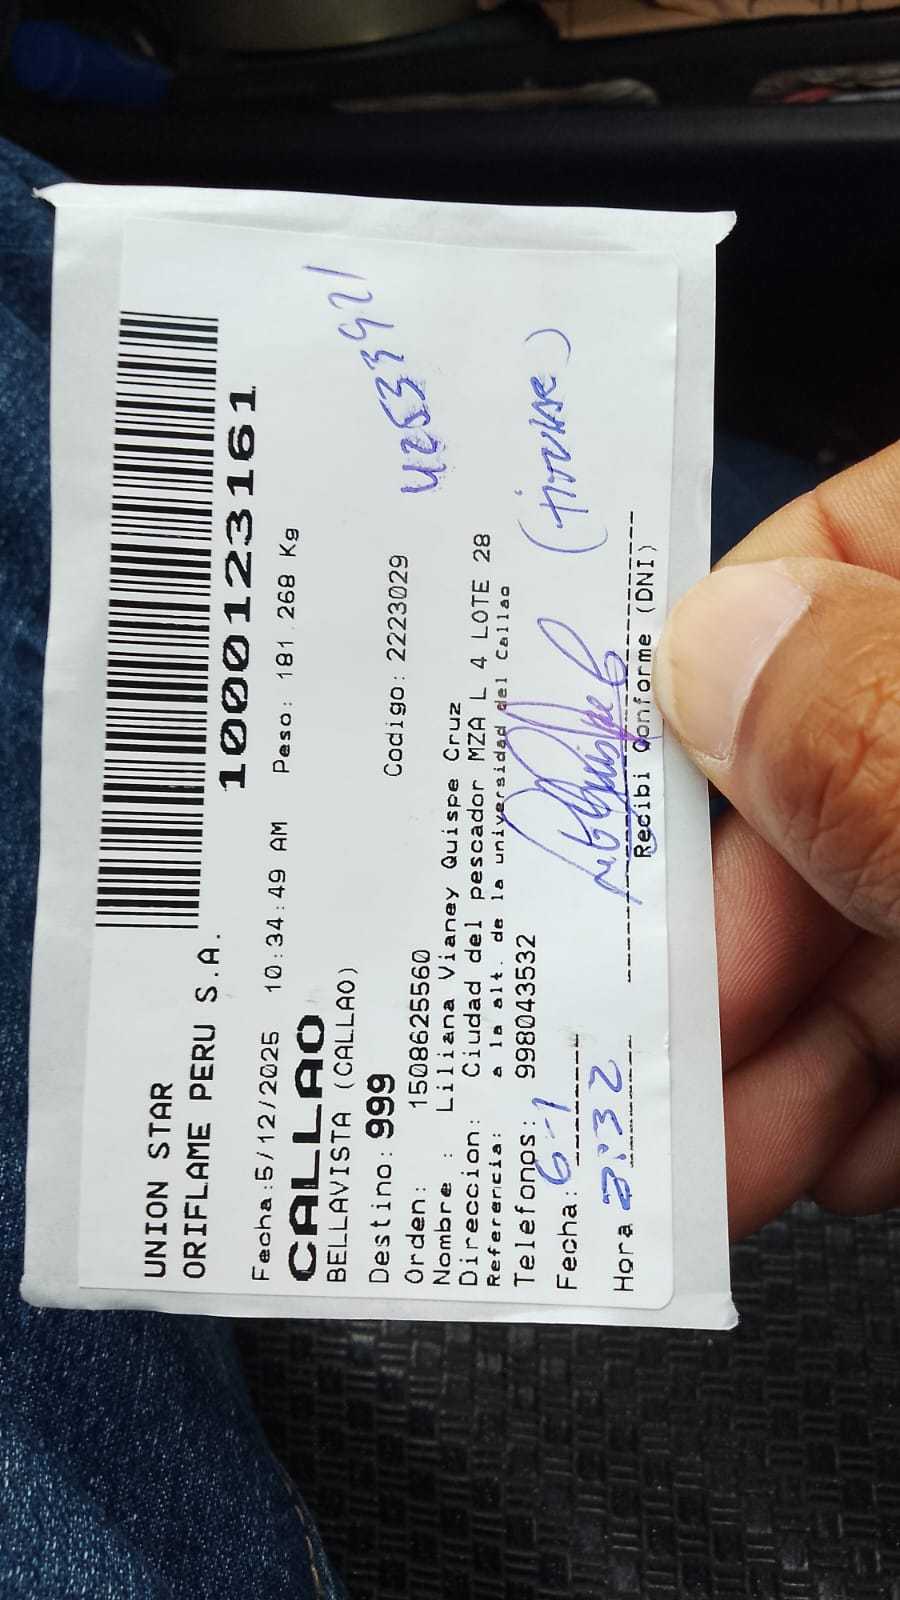 UNION STAR
ORIFLAME PERU S.A.
1000123161
Fecha:5/12/2025 10:34:49 AM Peso: 181.268 Kg
CALLAO
BELLAVISTA (CALLAO)
Destino: 999
Orden: 1508625560 Codigo: 2223029
Nombre : Liliana Vianey Quispe Cruz
Direccion: Ciudad del pescador MZA L 4 LOTE 28
Referencia: a la alt. de la universidad del Callao
Telefonos: 998043532
Fecha: 6-1
Hora 2:32
Recibi Conforme (DNI)